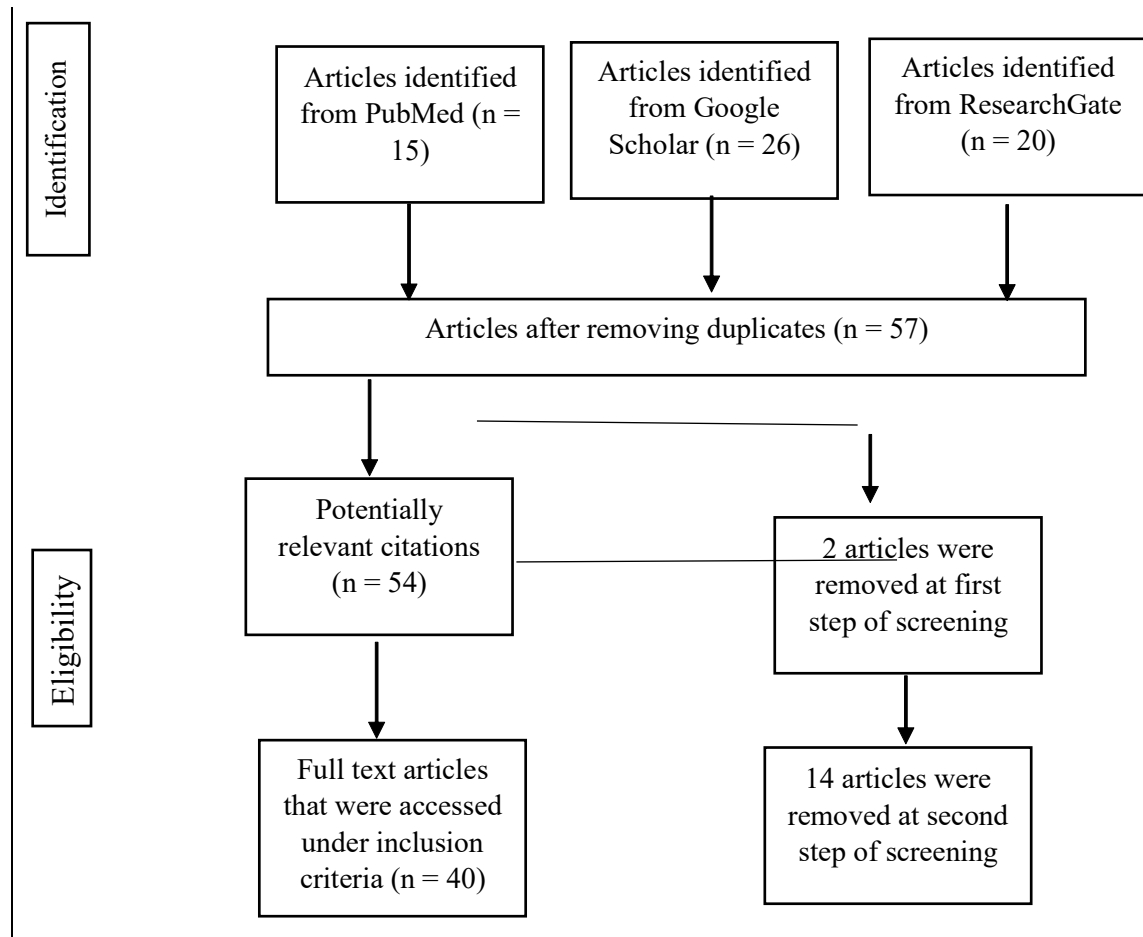 Identification
Articles identified
from PubMed (n =
15)
Articles identified
from Google
Scholar (n = 26)
Articles identified
from ResearchGate
(n = 20)
Articles after removing duplicates (n = 57)
Eligibility
Potentially
relevant citations
(n = 54)
2 articles were
removed at first
step of screening
Full text articles
that were accessed
under inclusion
criteria (n = 40)
14 articles were
removed at second
step of screening